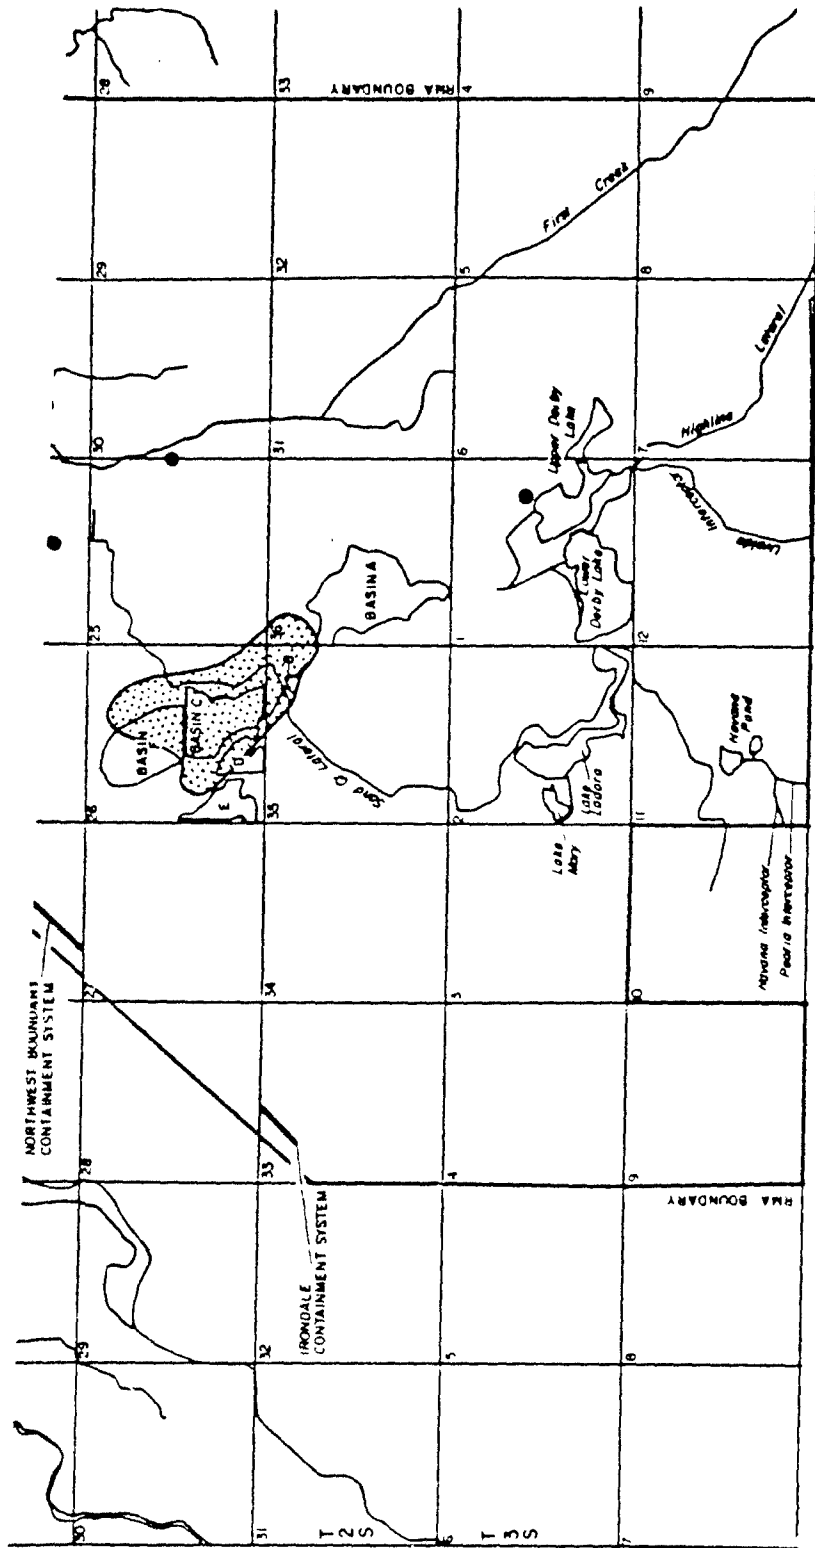 28
33
RMA BOUNDARY
4
9
First Creek
29
32
5
8
Highline Lateral
30
31
6
7
Upper Derby
Lake
Uvalda Interceptor
BASIN A
Lower
Derby Lake
25
36
1
12
BASIN
F
BASIN C
B
D
E
Sand Cr Lateral
Lake
Ladora
Lake
Mary
Havana
Pond
26
35
2
11
Havana Interceptor
Peoria Interceptor
NORTHWEST BOUNDARY
CONTAINMENT SYSTEM
27
34
3
10
IRONDALE
CONTAINMENT SYSTEM
28
33
4
9
RMA BOUNDARY
29
32
5
8
30
31
6
7
T
2
S
T
3
S